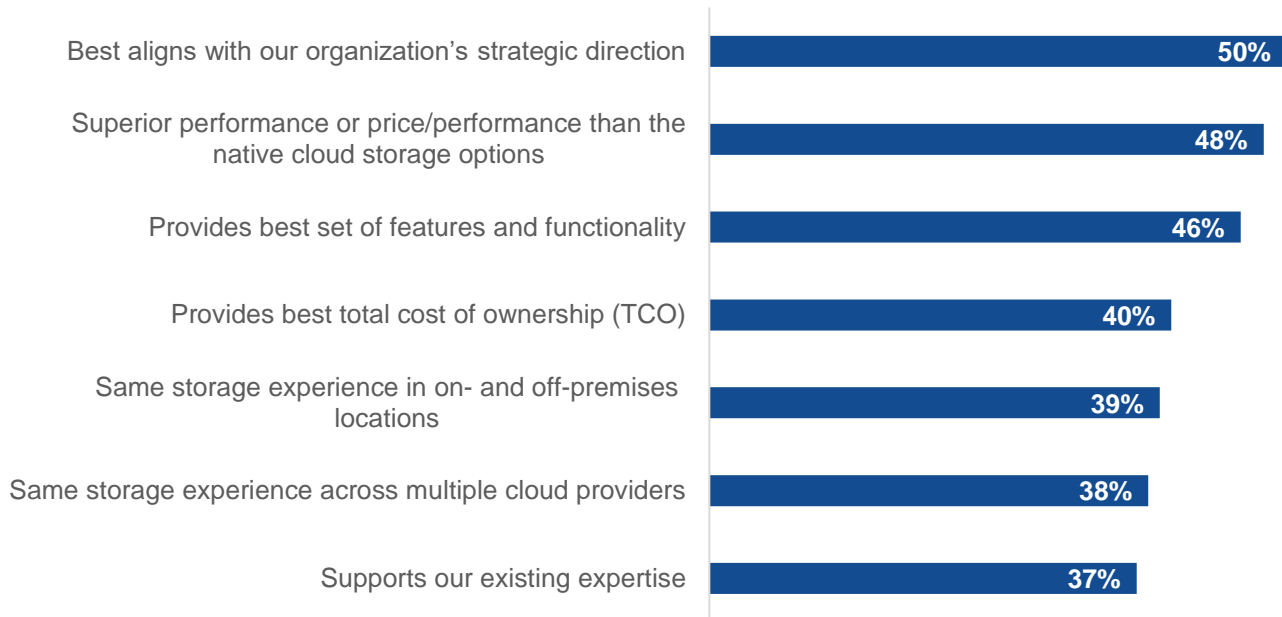 Best aligns with our organization’s strategic direction
50%
Superior performance or price/performance than the
native cloud storage options
48%
Provides best set of features and functionality
46%
Provides best total cost of ownership (TCO)
40%
Same storage experience in on- and off-premises
locations
39%
Same storage experience across multiple cloud providers
38%
Supports our existing expertise
37%